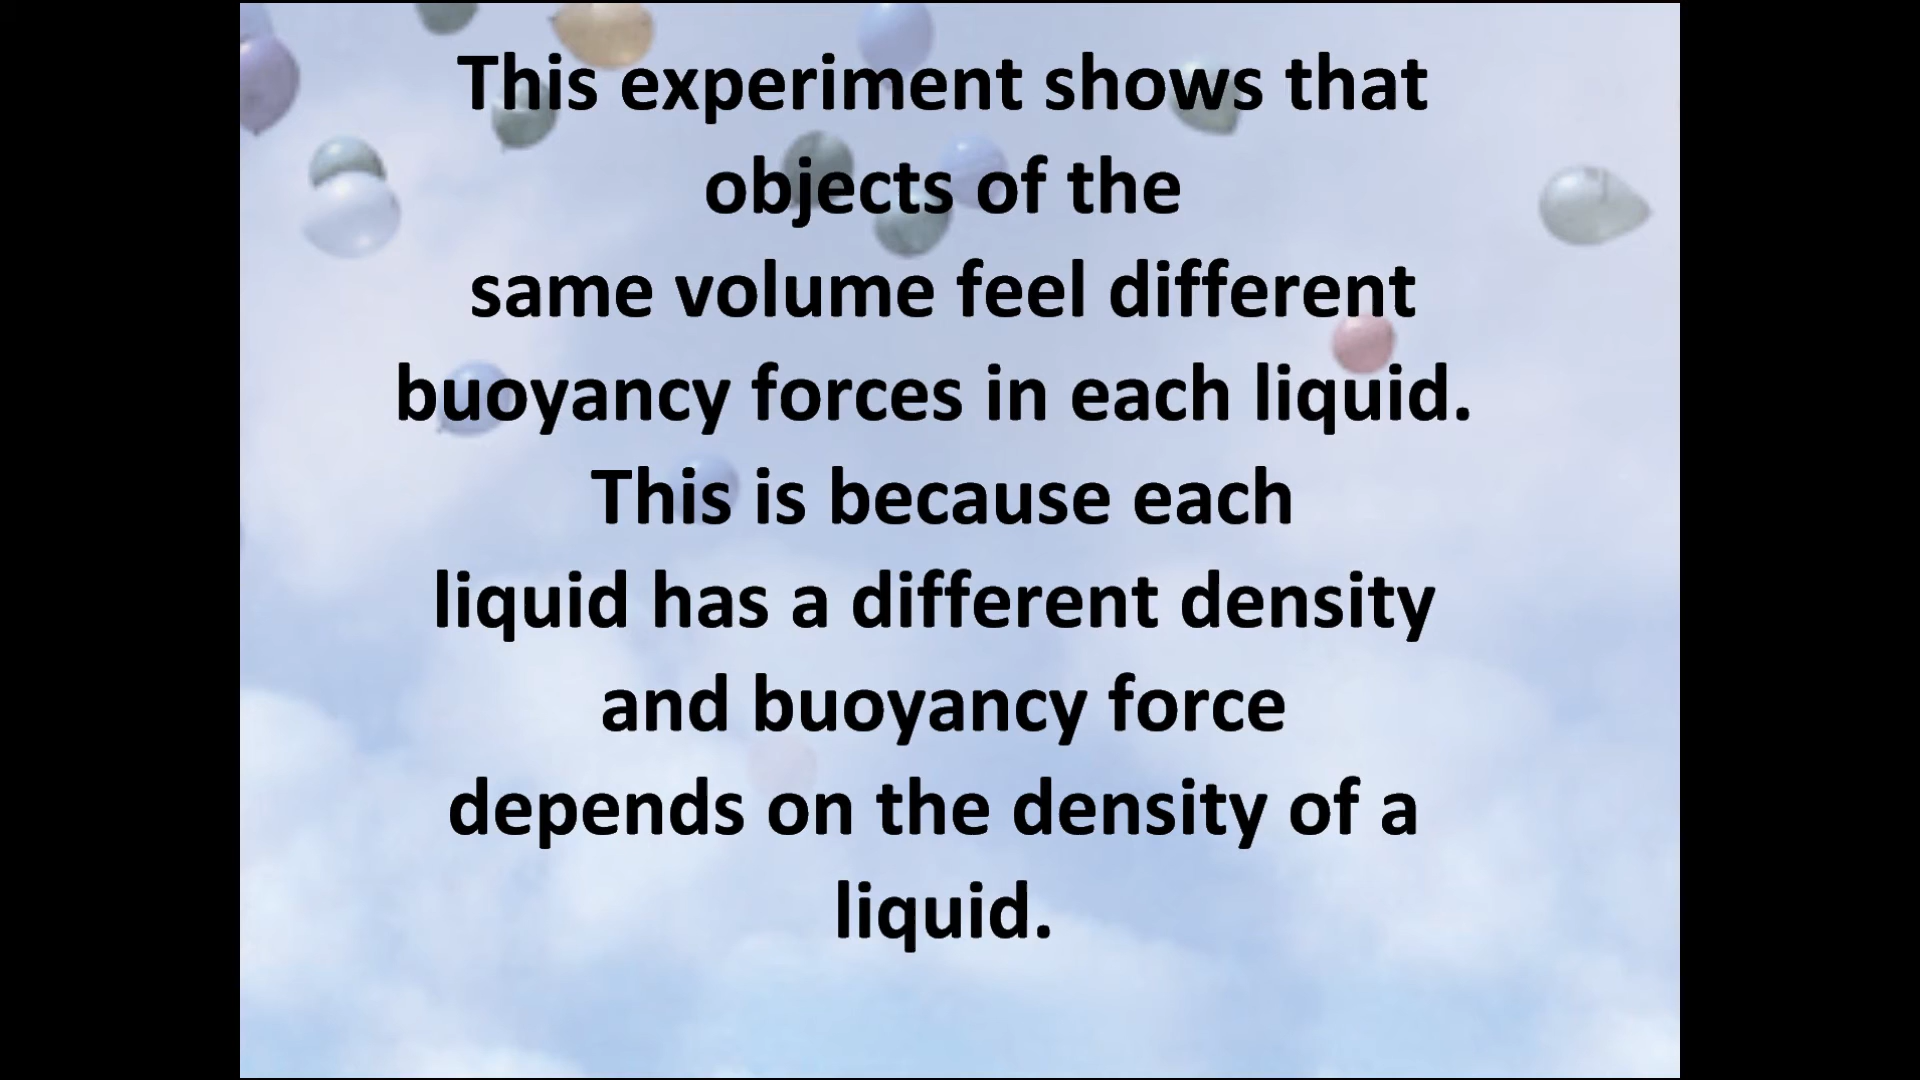 This experiment shows that
objects of the
same volume feel different
buoyancy forces in each liquid.
This is because each
liquid has a different density
and buoyancy force
depends on the density of a
liquid.